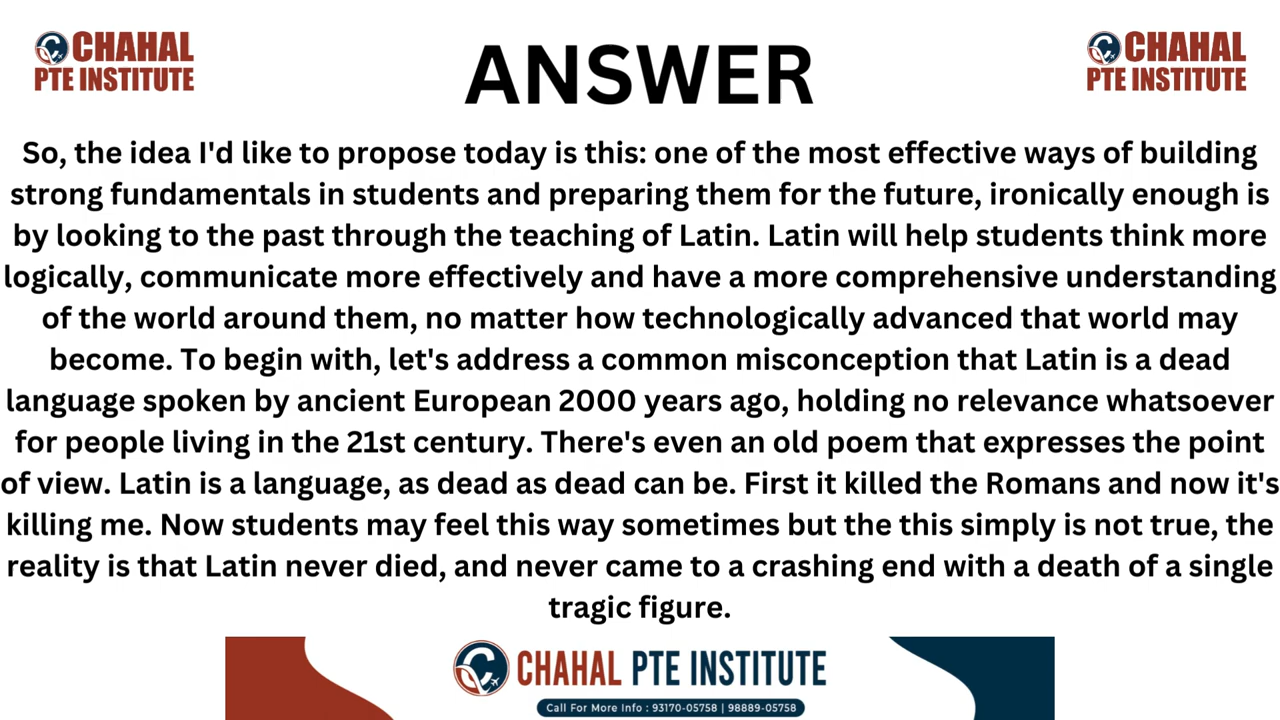 CHAHAL
PTE INSTITUTE
ANSWER
CHAHAL
PTE INSTITUTE
So, the idea I'd like to propose today is this: one of the most effective ways of building
strong fundamentals in students and preparing them for the future, ironically enough is
by looking to the past through the teaching of Latin. Latin will help students think more
logically, communicate more effectively and have a more comprehensive understanding
of the world around them, no matter how technologically advanced that world may
become. To begin with, let's address a common misconception that Latin is a dead
language spoken by ancient European 2000 years ago, holding no relevance whatsoever
for people living in the 21st century. There's even an old poem that expresses the point
of view. Latin is a language, as dead as dead can be. First it killed the Romans and now it's
killing me. Now students may feel this way sometimes but the this simply is not true, the
reality is that Latin never died, and never came to a crashing end with a death of a single
tragic figure.
CHAHAL PTE INSTITUTE
Call For More Info : 93170-05758 | 98889-05758